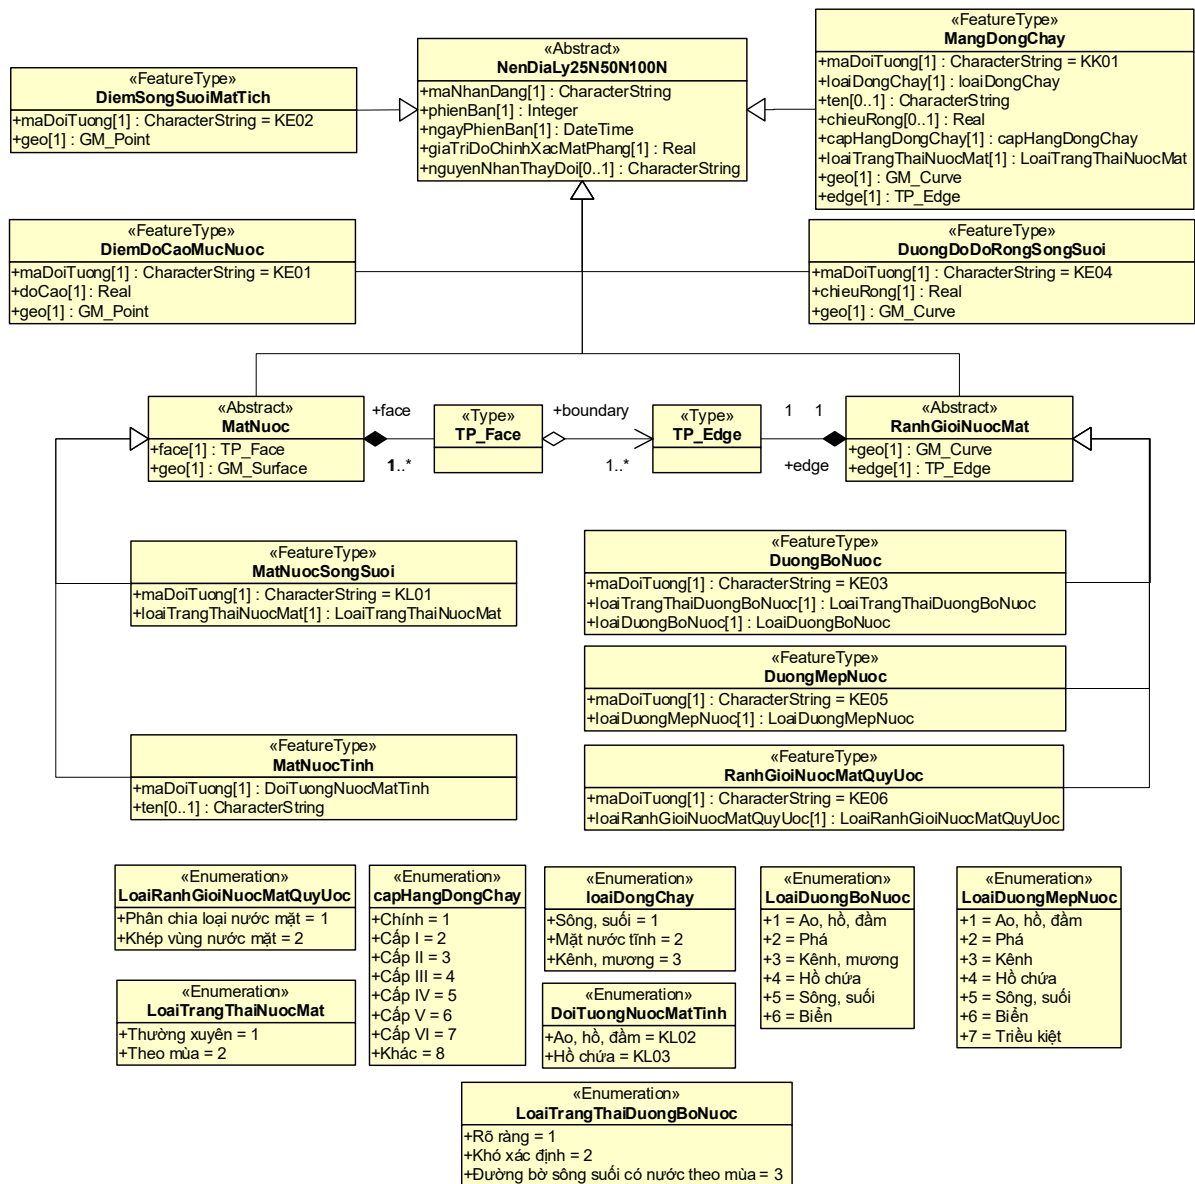 «FeatureType»
DiemSongSuoiMatTich
+maDoiTuong[1] : CharacterString = KE02
+geo[1] : GM_Point
«Abstract»
NenDiaLy25N50N100N
+maNhanDang[1] : CharacterString
+phienBan[1] : Integer
+ngayPhienBan[1] : DateTime
+giaTriDoChinhXacMatPhang[1] : Real
+nguyenNhanThayDoi[0..1] : CharacterString
«FeatureType»
MangDongChay
+maDoiTuong[1] : CharacterString = KK01
+loaiDongChay[1] : loaiDongChay
+ten[0..1] : CharacterString
+chieuRong[0..1] : Real
+capHangDongChay[1] : capHangDongChay
+loaiTrangThaiNuocMat[1] : LoaiTrangThaiNuocMat
+geo[1] : GM_Curve
+edge[1] : TP_Edge
«FeatureType»
DiemDoCaoMucNuoc
+maDoiTuong[1] : CharacterString = KE01
+doCao[1] : Real
+geo[1] : GM_Point
«FeatureType»
DuongDoDoRongSongSuoi
+maDoiTuong[1] : CharacterString = KE04
+chieuRong[1] : Real
+geo[1] : GM_Curve
«Abstract»
MatNuoc
+face[1] : TP_Face
+geo[1] : GM_Surface
+face
1..*
«Type»
TP_Face
+boundary
1..*
«Type»
TP_Edge
1 1
+edge
«Abstract»
RanhGioiNuocMat
+geo[1] : GM_Curve
+edge[1] : TP_Edge
«FeatureType»
MatNuocSongSuoi
+maDoiTuong[1] : CharacterString = KL01
+loaiTrangThaiNuocMat[1] : LoaiTrangThaiNuocMat
«FeatureType»
DuongBoNuoc
+maDoiTuong[1] : CharacterString = KE03
+loaiTrangThaiDuongBoNuoc[1] : LoaiTrangThaiDuongBoNuoc
+loaiDuongBoNuoc[1] : LoaiDuongBoNuoc
«FeatureType»
DuongMepNuoc
+maDoiTuong[1] : CharacterString = KE05
+loaiDuongMepNuoc[1] : LoaiDuongMepNuoc
«FeatureType»
MatNuocTinh
+maDoiTuong[1] : DoiTuongNuocMatTinh
+ten[0..1] : CharacterString
«FeatureType»
RanhGioiNuocMatQuyUoc
+maDoiTuong[1] : CharacterString = KE06
+loaiRanhGioiNuocMatQuyUoc[1] : LoaiRanhGioiNuocMatQuyUoc
«Enumeration»
LoaiRanhGioiNuocMatQuyUoc
+Phân chia loại nước mặt = 1
+Khép vùng nước mặt = 2
«Enumeration»
capHangDongChay
+Chính = 1
+Cấp I = 2
+Cấp II = 3
+Cấp III = 4
+Cấp IV = 5
+Cấp V = 6
+Cấp VI = 7
+Khác = 8
«Enumeration»
loaiDongChay
+Sông, suối = 1
+Mặt nước tĩnh = 2
+Kênh, mương = 3
«Enumeration»
LoaiDuongBoNuoc
+1 = Ao, hồ, đầm
+2 = Phá
+3 = Kênh, mương
+4 = Hồ chứa
+5 = Sông, suối
+6 = Biển
«Enumeration»
LoaiDuongMepNuoc
+1 = Ao, hồ, đầm
+2 = Phá
+3 = Kênh
+4 = Hồ chứa
+5 = Sông, suối
+6 = Biển
+7 = Triều kiệt
«Enumeration»
LoaiTrangThaiNuocMat
+Thường xuyên = 1
+Theo mùa = 2
«Enumeration»
DoiTuongNuocMatTinh
+Ao, hồ, đầm = KL02
+Hồ chứa = KL03
«Enumeration»
LoaiTrangThaiDuongBoNuoc
+Rõ ràng = 1
+Khó xác định = 2
+Đường bờ sông suối có nước theo mùa = 3